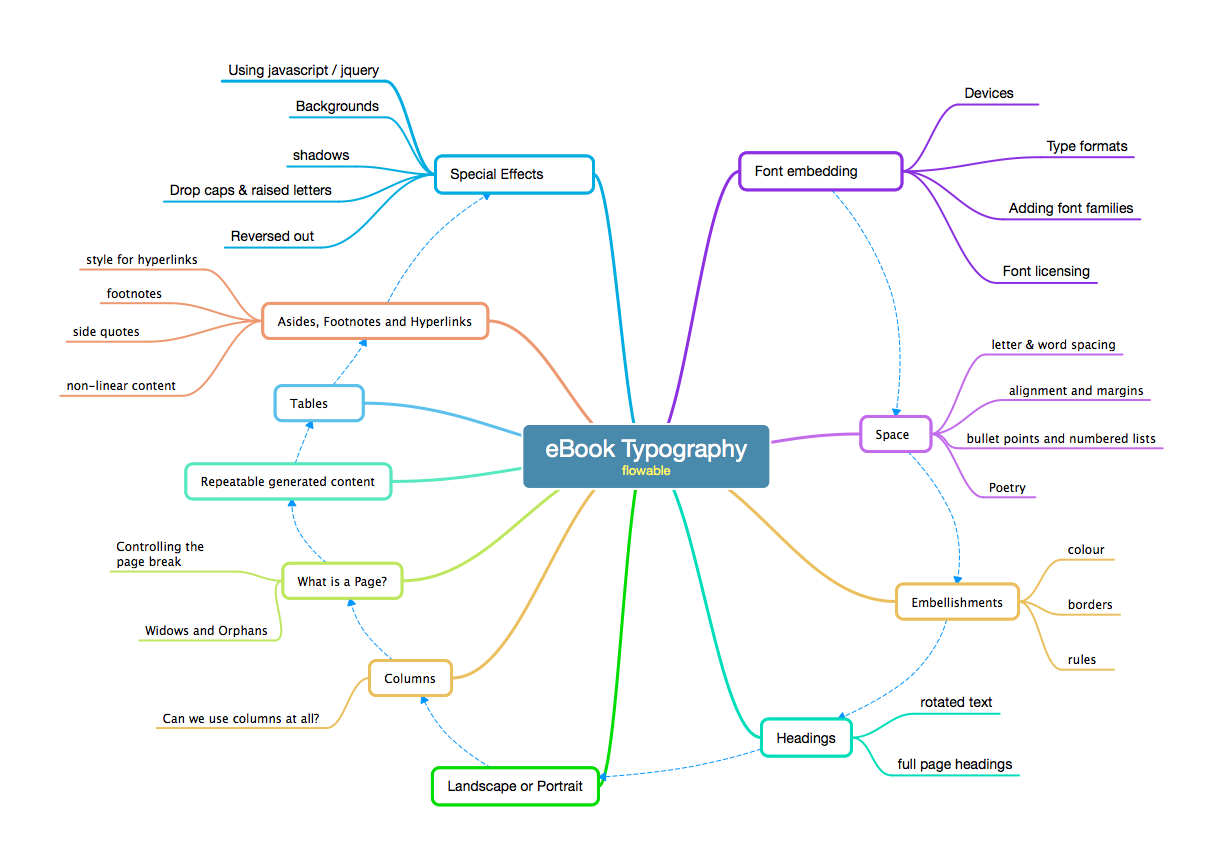 eBook Typography
flowable
Font embedding
Devices
Type formats
Adding font families
Font licensing
Space
letter & word spacing
alignment and margins
bullet points and numbered lists
Poetry
Embellishments
colour
borders
rules
Headings
rotated text
full page headings
Landscape or Portrait
Columns
Can we use columns at all?
What is a Page?
Controlling the
page break
Widows and Orphans
Repeatable generated content
Tables
Asides, Footnotes and Hyperlinks
style for hyperlinks
footnotes
side quotes
non-linear content
Special Effects
Using javascript / jquery
Backgrounds
shadows
Drop caps & raised letters
Reversed out